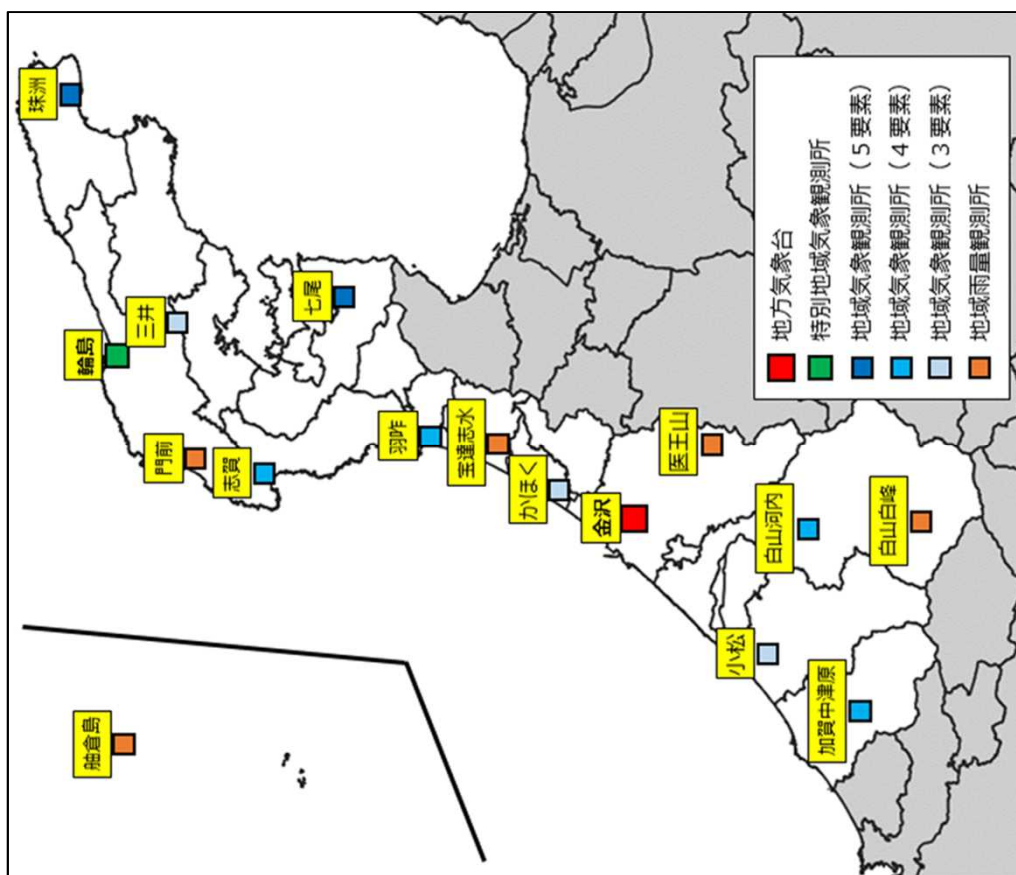 舳倉島
珠洲
輪島
三井
門前
志賀
七尾
羽咋
宝達志水
かほく
金沢
医王山
白山河内
小松
白山白峰
加賀中津原
地方気象台
特別地域気象観測所
地域気象観測所（５要素）
地域気象観測所（４要素）
地域気象観測所（３要素）
地域雨量観測所